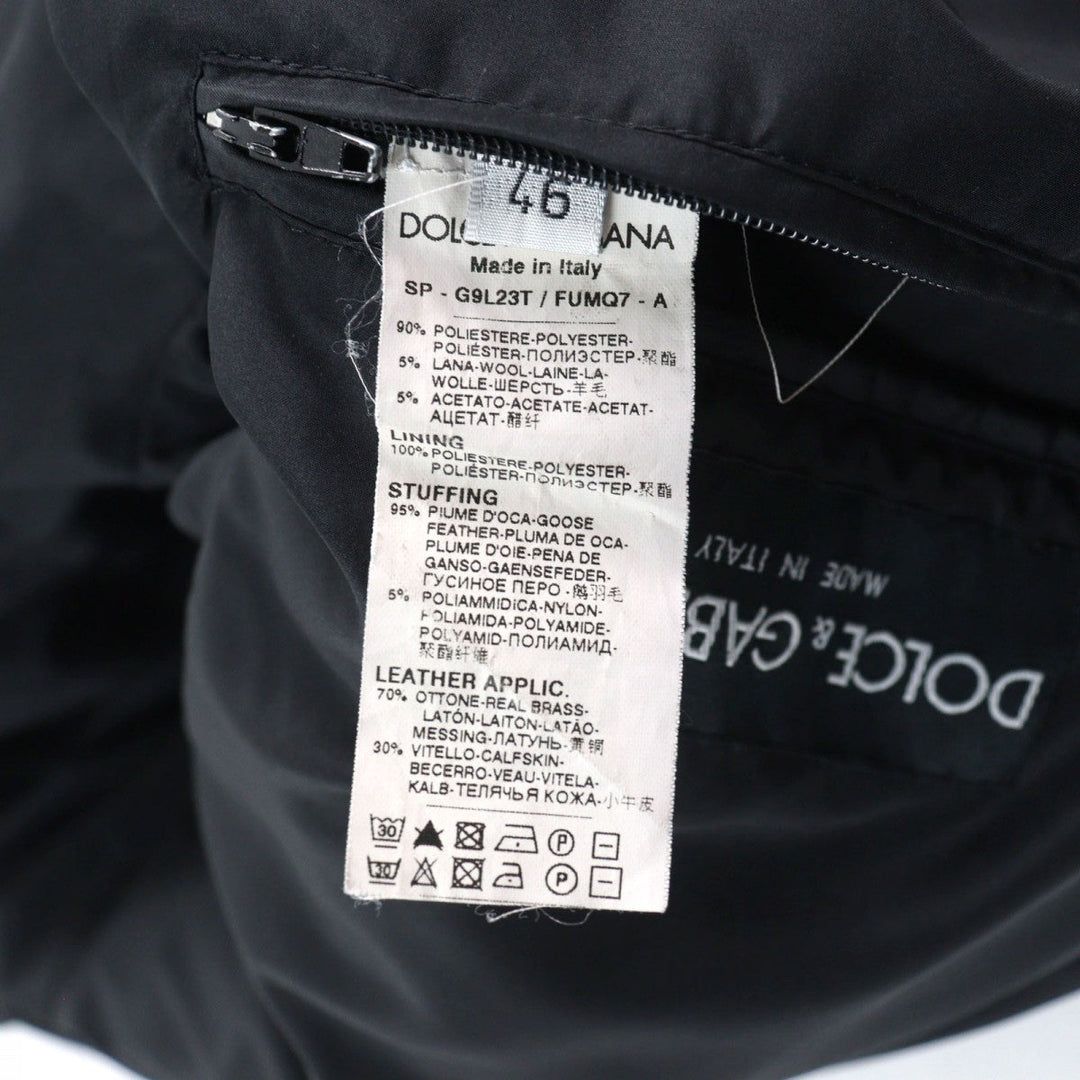 46
DOLCE ANA
Made in Italy
SP - G9L23T / FUMQ7 - A
90% POLIESTERE-POLYESTER-
POLIÉSTER-ПОЛИЭСТЕР-聚酯
5% LANA-WOOL-LAINE-LA-
WOLLE-ШЕРСТЬ-羊毛
5% ACETATO-ACETATE-ACETAT-
АЦЕТАТ-醋纤
LINING
100% POLIESTERE-POLYESTER-
POLIÉSTER-ПОЛИЭСТЕР-聚酯
STUFFING
95% PIUME D'OCA-GOOSE
FEATHER-PLUMA DE OCA-
PLUME D'OIE-PENA DE
GANSO-GAENSEFEDER-
ГУСИНОЕ ПЕРО-鹅羽毛
5% POLIAMMIDICA-NYLON-
POLIAMIDA-POLYAMIDE-
POLYAMID-ПОЛИАМИД-
聚酯纤维
LEATHER APPLIC.
70% OTTONE-REAL BRASS-
LATÓN-LAITON-LATÃO-
MESSING-ЛАТУНЬ-黄铜
30% VITELLO-CALFSKIN-
BECERRO-VEAU-VITELA-
KALB-ТЕЛЯЧЬЯ КОЖА-小牛皮
30 P
30 P
DOLCE & GAB
MADE IN ITALY